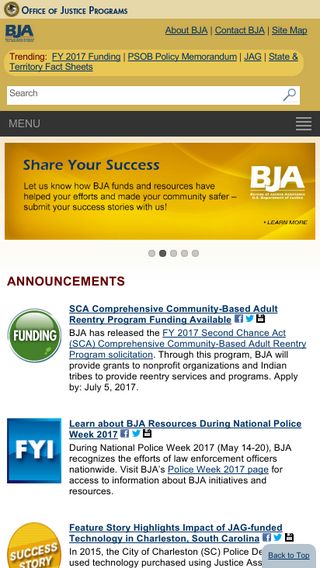 OFFICE OF JUSTICE PROGRAMS
BJA
About BJA | Contact BJA | Site Map
Trending: FY 2017 Funding | PSOB Policy Memorandum | JAG | State &
Territory Fact Sheets
Search
MENU
Share Your Success
Let us know how BJA funds and resources have
helped your efforts and made your community safer –
submit your success stories with us!
BJA
Bureau of Justice Assistance
U.S. Department of Justice
• LEARN MORE
ANNOUNCEMENTS
SCA Comprehensive Community-Based Adult
Reentry Program Funding Available
FUNDING
BJA has released the FY 2017 Second Chance Act
(SCA) Comprehensive Community-Based Adult Reentry
Program solicitation. Through this program, BJA will
provide grants to nonprofit organizations and Indian
tribes to provide reentry services and programs. Apply
by: July 5, 2017.
Learn about BJA Resources During National Police
Week 2017
FYI
During National Police Week 2017 (May 14-20), BJA
recognizes the efforts of law enforcement officers
nationwide. Visit BJA's Police Week 2017 page for
access to information about BJA initiatives and
resources.
Feature Story Highlights Impact of JAG-funded
Technology in Charleston, South Carolina
SUCCESS
STORY
In 2015, the City of Charleston (SC) Police De
used technology purchased using Justice Ass
Back to Top